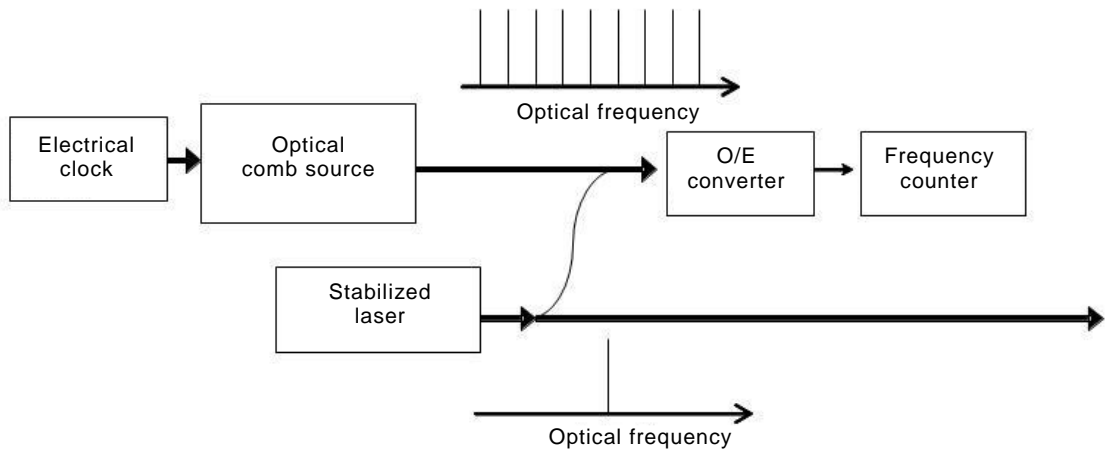 Optical frequency
Electrical
clock
Optical
comb source
O/E
converter
Frequency
counter
Stabilized
laser
Optical frequency